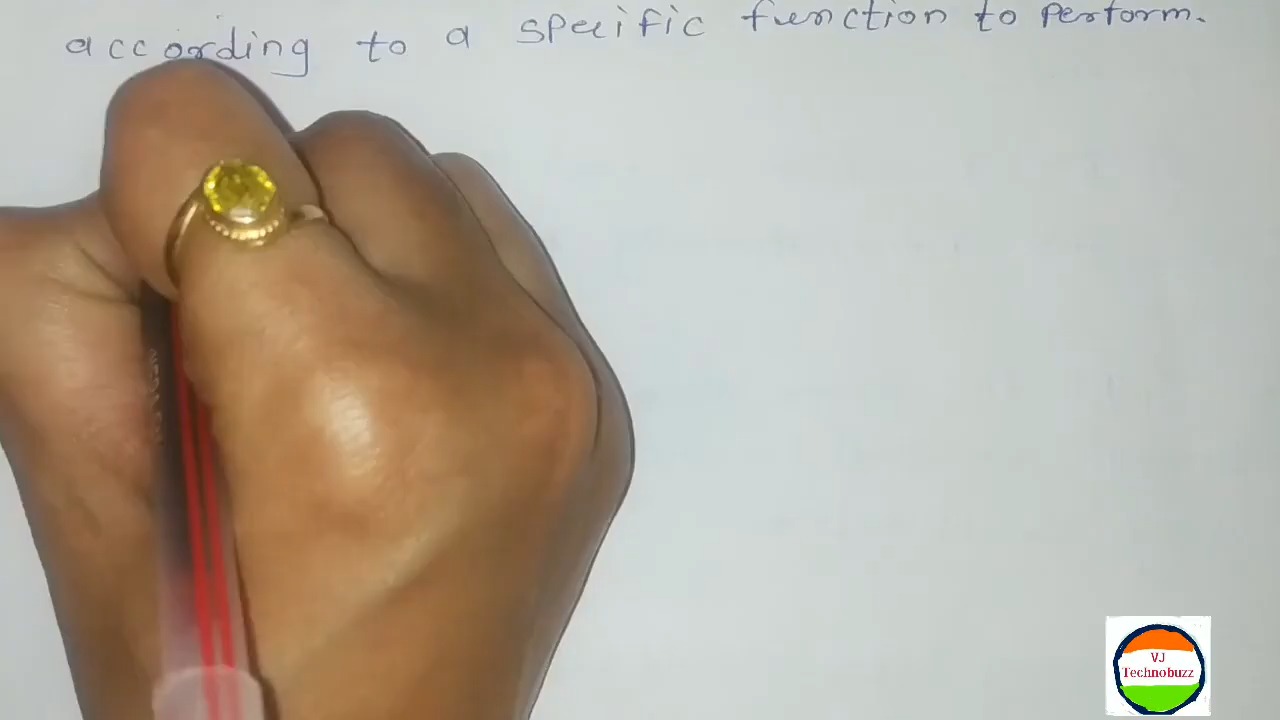 according to a specific function to perform.
VJ
Technobuzz